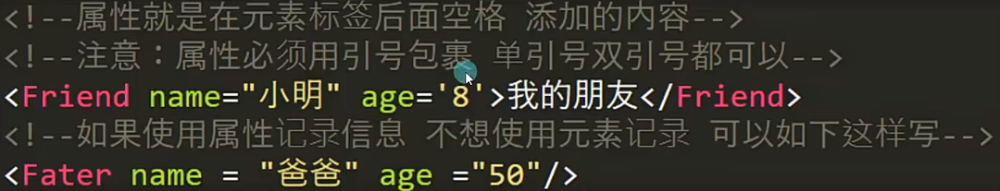 <!--属性就是在元素标签后面空格 添加的内容-->
<!--注意：属性必须用引号包裹 单引号双引号都可以-->
<Friend name="小明" age='8'>我的朋友</Friend>
<!--如果使用属性记录信息 不想使用元素记录 可以如下这样写-->
<Fater name = "爸爸" age ="50"/>